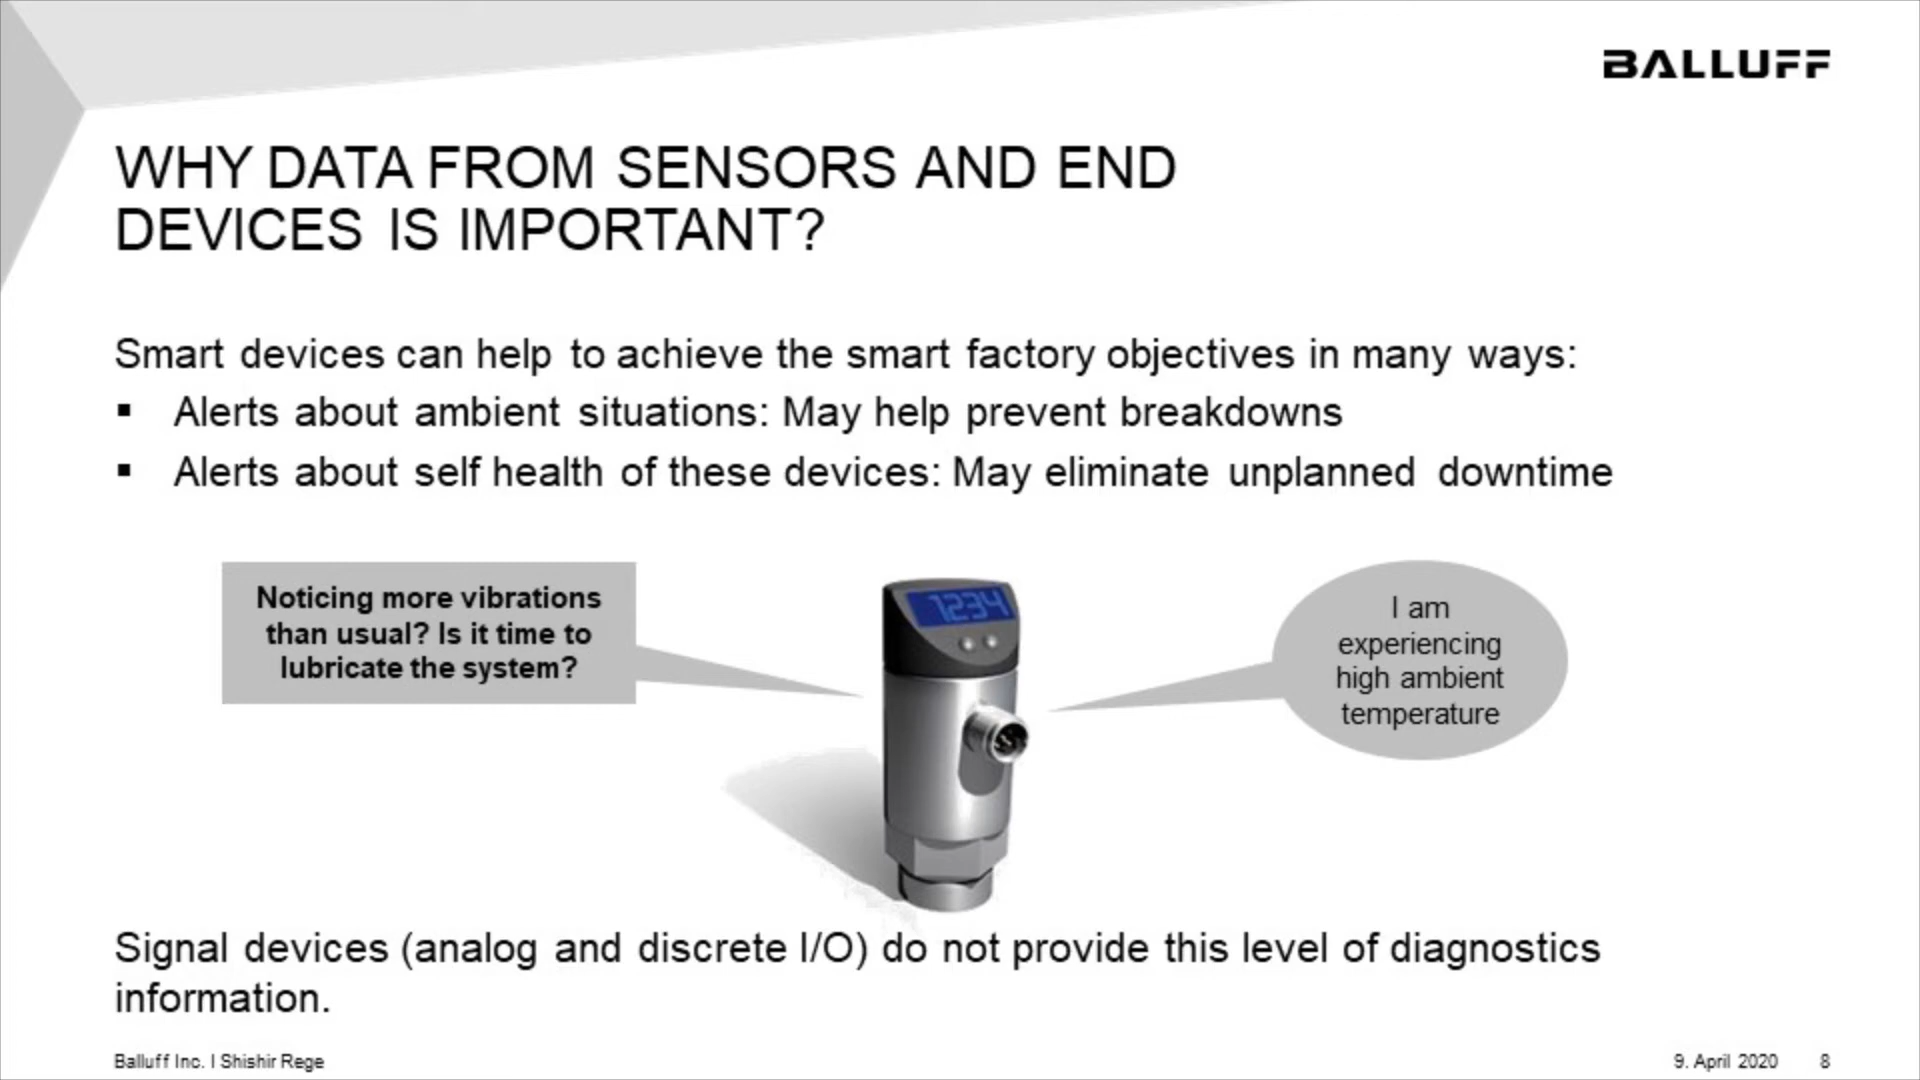 BALLUFF
WHY DATA FROM SENSORS AND END
DEVICES IS IMPORTANT?
Smart devices can help to achieve the smart factory objectives in many ways:
▪ Alerts about ambient situations: May help prevent breakdowns
▪ Alerts about self health of these devices: May eliminate unplanned downtime
Noticing more vibrations
than usual? Is it time to
lubricate the system?
1234
I am
experiencing
high ambient
temperature
Signal devices (analog and discrete I/O) do not provide this level of diagnostics
information.
Balluff Inc. I Shishir Rege
9. April 2020 8